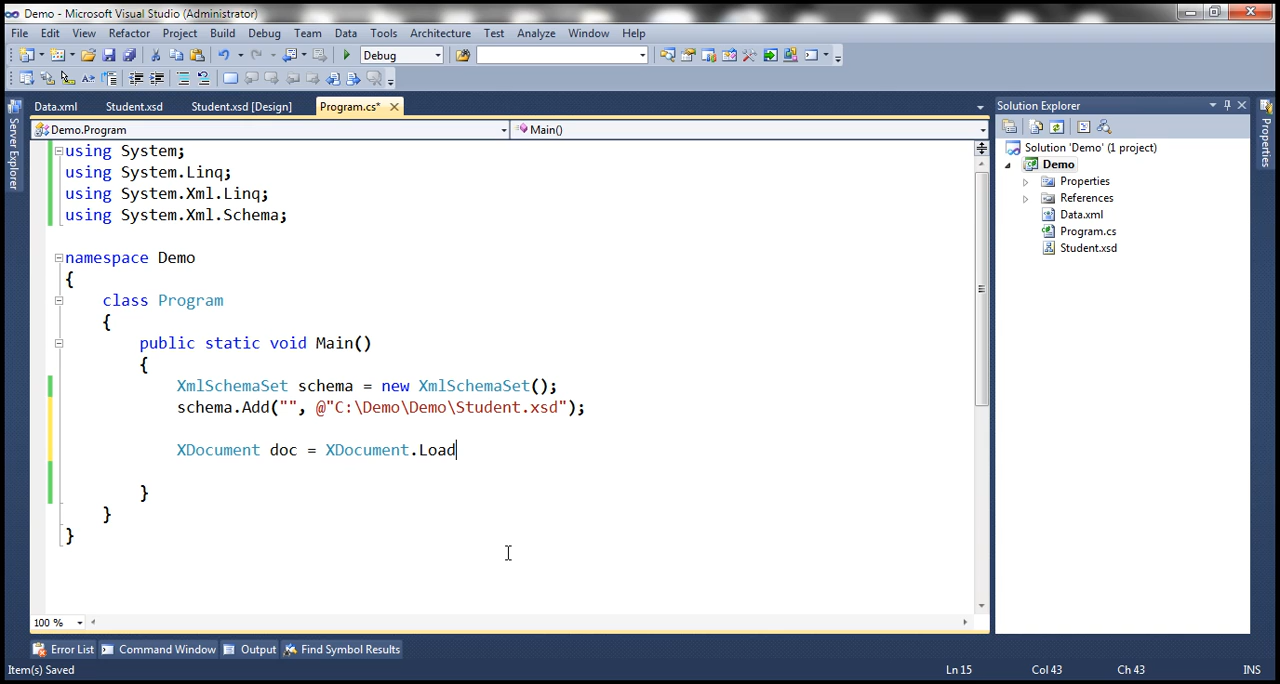 Demo - Microsoft Visual Studio (Administrator)
File Edit View Refactor Project Build Debug Team Data Tools Architecture Test Analyze Window Help
Debug
Data.xml Student.xsd Student.xsd [Design] Program.cs*
Solution Explorer
Server Explorer
Properties
Demo.Program Main()
using System;
using System.Linq;
using System.Xml.Linq;
using System.Xml.Schema;
namespace Demo
{
class Program
{
public static void Main()
{
XmlSchemaSet schema = new XmlSchemaSet();
schema.Add("", @"C:\Demo\Demo\Student.xsd");
XDocument doc = XDocument.Load
}
}
}
Solution 'Demo' (1 project)
Demo
Properties
References
Data.xml
Program.cs
Student.xsd
100 %
Error List Command Window Output Find Symbol Results
Item(s) Saved Ln 15 Col 43 Ch 43 INS